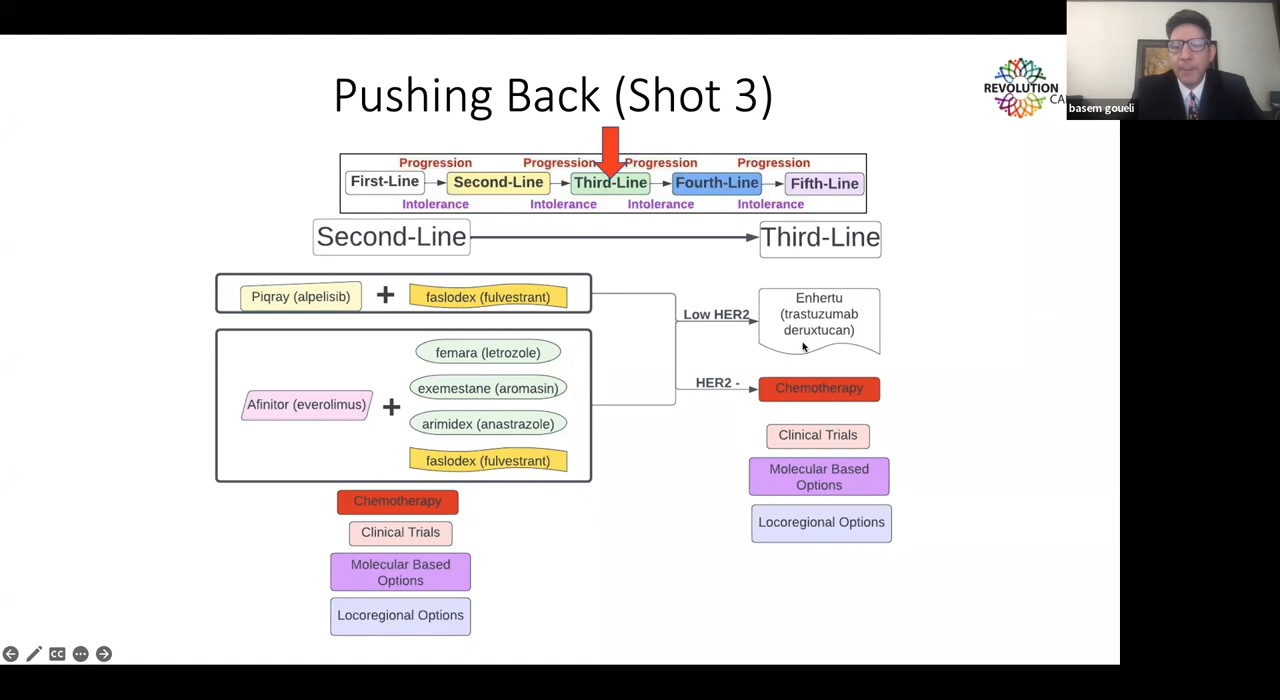 Pushing Back (Shot 3)
REVOLUTION
CA
basem goueli
Progression Progression Progression Progression
First-Line Second-Line Third-Line Fourth-Line Fifth-Line
Intolerance Intolerance Intolerance Intolerance
Second-Line Third-Line
Piqray (alpelisib) + faslodex (fulvestrant)
Afinitor (everolimus) +
femara (letrozole)
exemestane (aromasin)
arimidex (anastrazole)
faslodex (fulvestrant)
Chemotherapy
Clinical Trials
Molecular Based
Options
Locoregional Options
Low HER2
Enhertu
(trastuzumab
deruxtucan)
HER2 -
Chemotherapy
Clinical Trials
Molecular Based
Options
Locoregional Options
CC